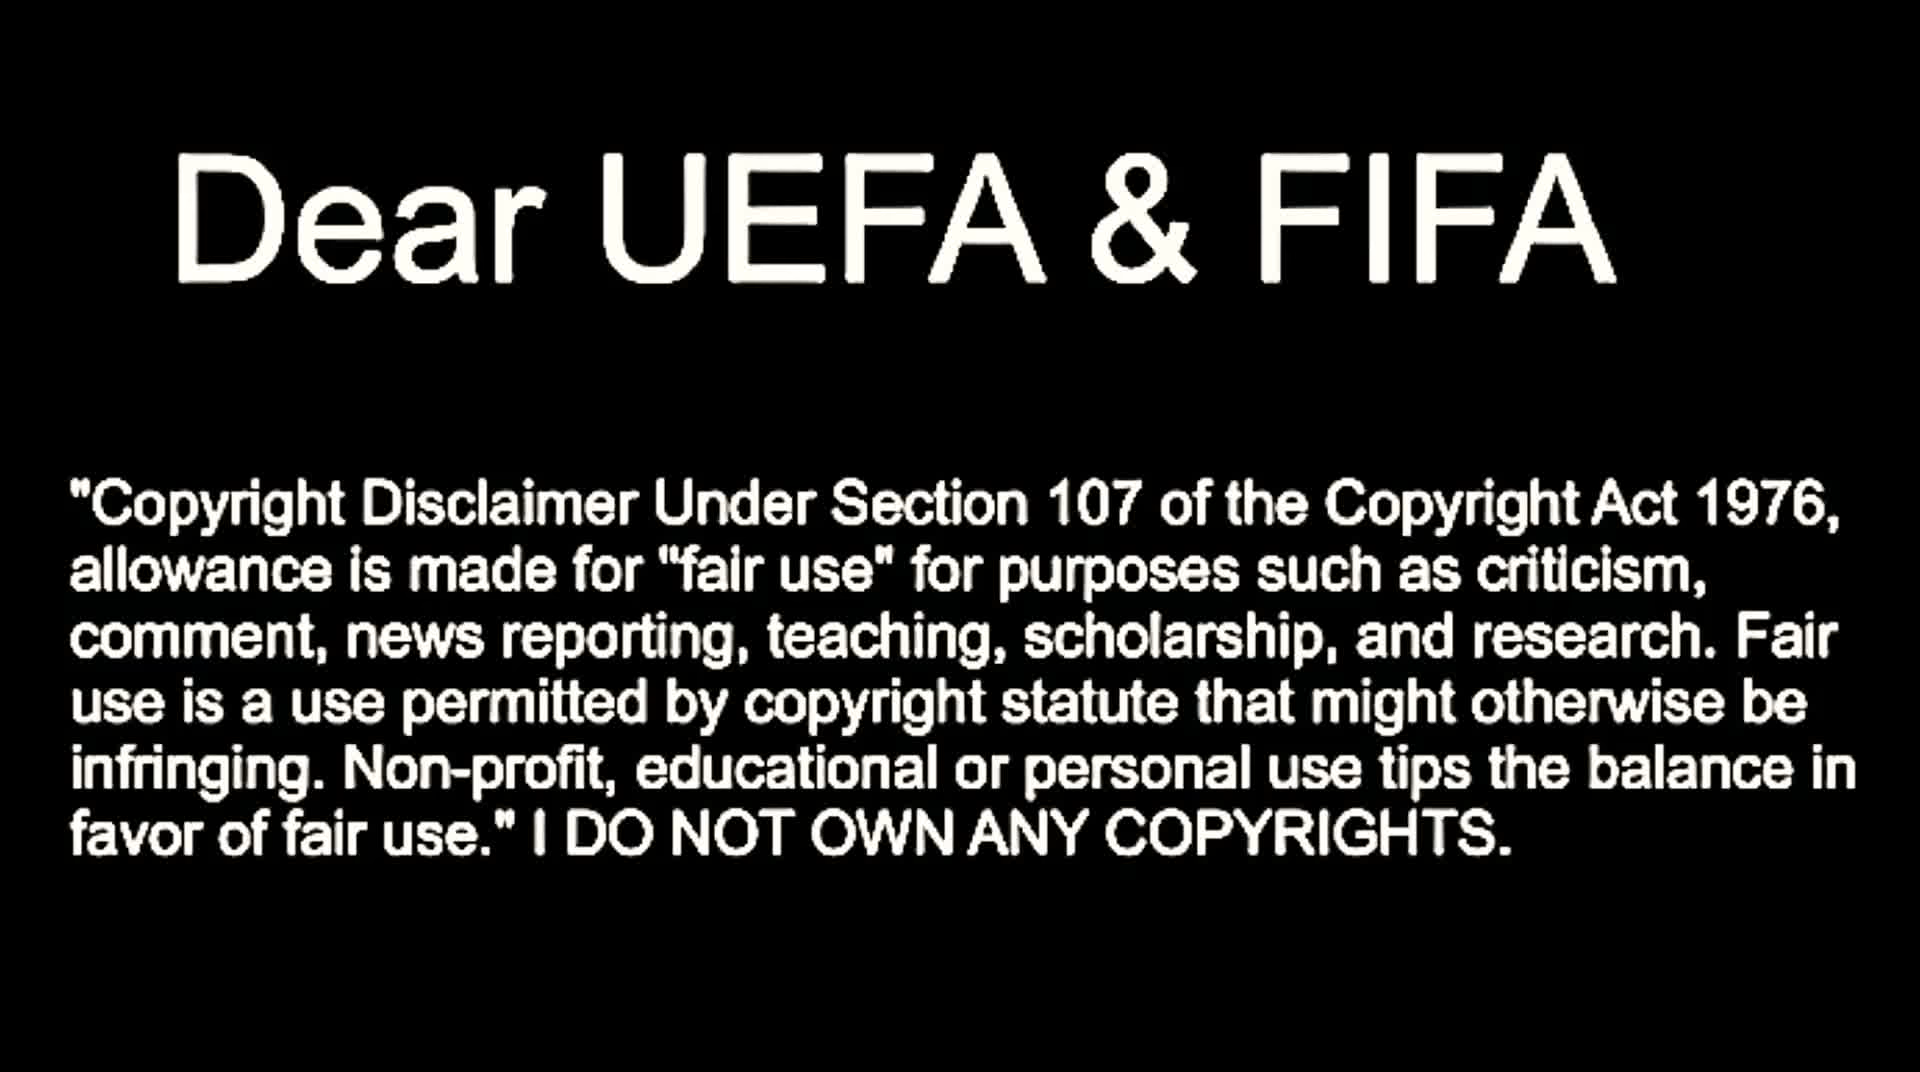 Dear UEFA & FIFA
"Copyright Disclaimer Under Section 107 of the Copyright Act 1976,
allowance is made for "fair use" for purposes such as criticism,
comment, news reporting, teaching, scholarship, and research. Fair
use is a use permitted by copyright statute that might otherwise be
infringing. Non-profit, educational or personal use tips the balance in
favor of fair use." I DO NOT OWN ANY COPYRIGHTS.